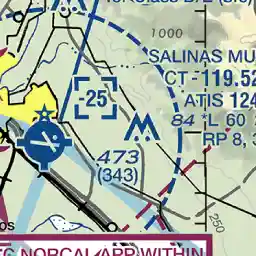 1000
SALINAS MU
CT - 119.52
-25
ATIS 124
84 *L 60
RP 8, 3
473
(343)
250
NORCAL APP WITHIN